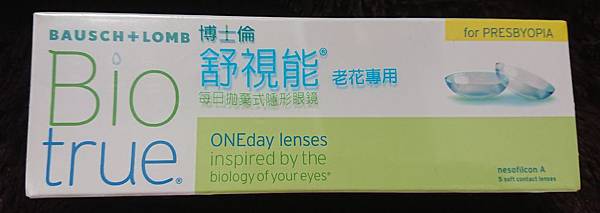 BAUSCH+LOMB
Bio
true®
博士倫
舒視能® 老花專用
每日拋棄式隱形眼鏡
for PRESBYOPIA
ONEday lenses
inspired by the
biology of your eyes*
nesofilcon A
5 soft contact lenses